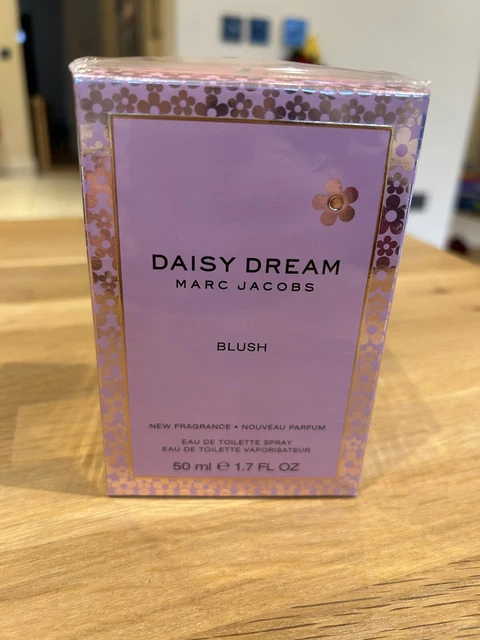 DAISY DREAM
MARC JACOBS
BLUSH
NEW FRAGRANCE • NOUVEAU PARFUM
EAU DE TOILETTE SPRAY
EAU DE TOILETTE VAPORISATEUR
50 ml ℮ 1.7 FL OZ